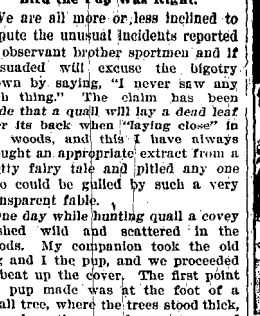 Bird the Pup Was Right.
We are all more or less inclined to
pute the unusual incidents reported
observant brother sportmen and if
suaded will excuse the bigotry
own by saying, "I never saw any
h thing." The claim has been
de that a quail will lay a dead leaf
er its back when "laying close" in
woods, and this I have always
ought an appropriate extract from a
tty fairy tale and pitied any one
o could be gulled by such a very
nsparent fable.
One day while hunting quail a covey
shed wild and scattered in the
ods. My companion took the old
g and I the pup, and we proceeded
beat up the cover. The first point
pup made was at the foot of a
all tree, where the trees stood thick,